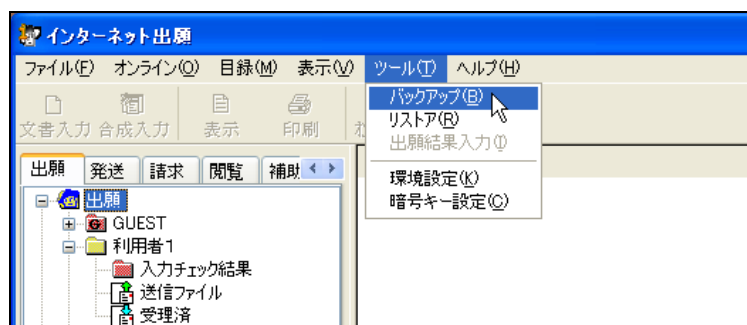 インターネット出願
ファイル(F) オンライン(O) 目録(M) 表示(V) ツール(T) ヘルプ(H)
文書入力 合成入力 表示 印刷
バックアップ(B)
リストア(R)
出願結果入力(I)
環境設定(K)
暗号キー設定(C)
出願 発送 請求 閲覧 補助
出願
GUEST
利用者1
入力チェック結果
送信ファイル
受理済